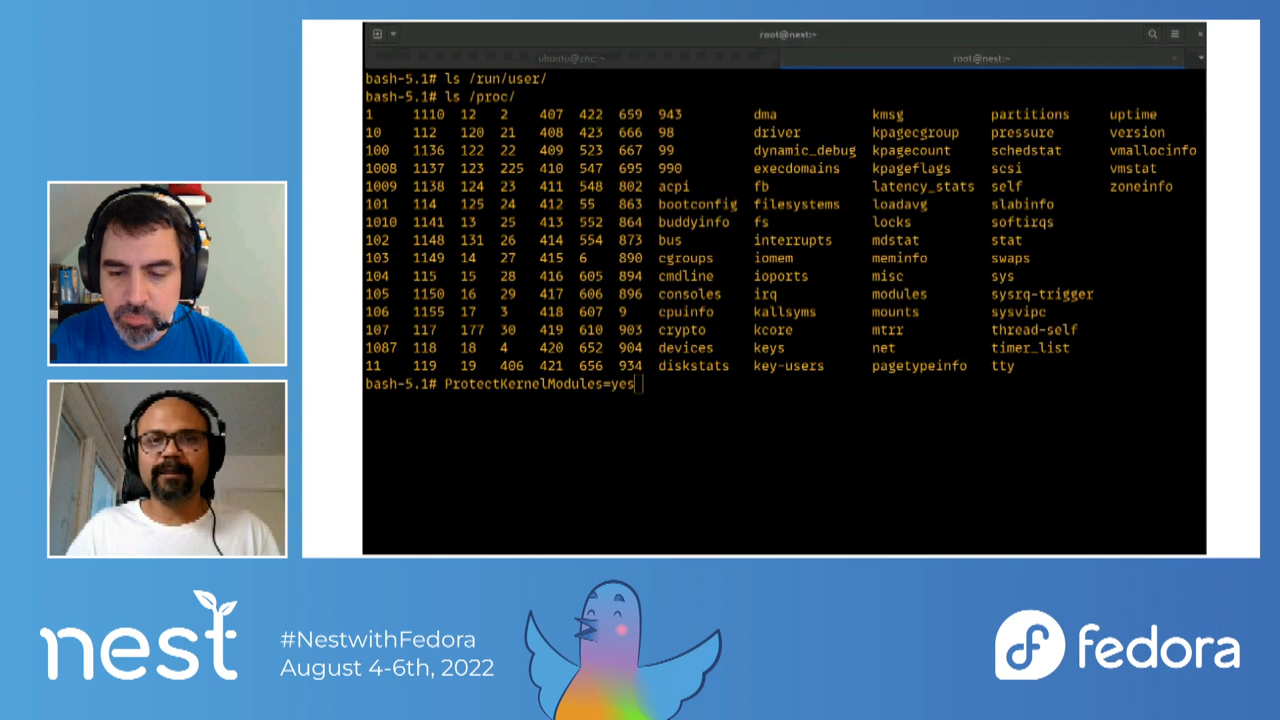 root@nest:~
ubuntu@znc: ~
root@nest:~
bash-5.1# ls /run/user/
bash-5.1# ls /proc/
1 1110 12 2 407 422 659 943 dma kmsg partitions uptime
10 112 120 21 408 423 666 98 driver kpagecgroup pressure version
100 1136 122 22 409 523 667 99 dynamic_debug kpagecount schedstat vmallocinfo
1008 1137 123 225 410 547 695 990 execdomains kpageflags scsi vmstat
1009 1138 124 23 411 548 802 acpi fb latency_stats self zoneinfo
101 114 125 24 412 55 863 bootconfig filesystems loadavg slabinfo
1010 1141 13 25 413 552 864 buddyinfo fs locks softirqs
102 1148 131 26 414 554 873 bus interrupts mdstat stat
103 1149 14 27 415 6 890 cgroups iomem meminfo swaps
104 115 15 28 416 605 894 cmdline ioports misc sys
105 1150 16 29 417 606 896 consoles irq modules sysrq-trigger
106 1155 17 3 418 607 9 cpuinfo kallsyms mounts sysvipc
107 117 177 30 419 610 903 crypto kcore mtrr thread-self
1087 118 18 4 420 652 904 devices keys net timer_list
11 119 19 406 421 656 934 diskstats key-users pagetypeinfo tty
bash-5.1# ProtectKernelModules=yes
nest
#NestwithFedora
August 4-6th, 2022
fedora